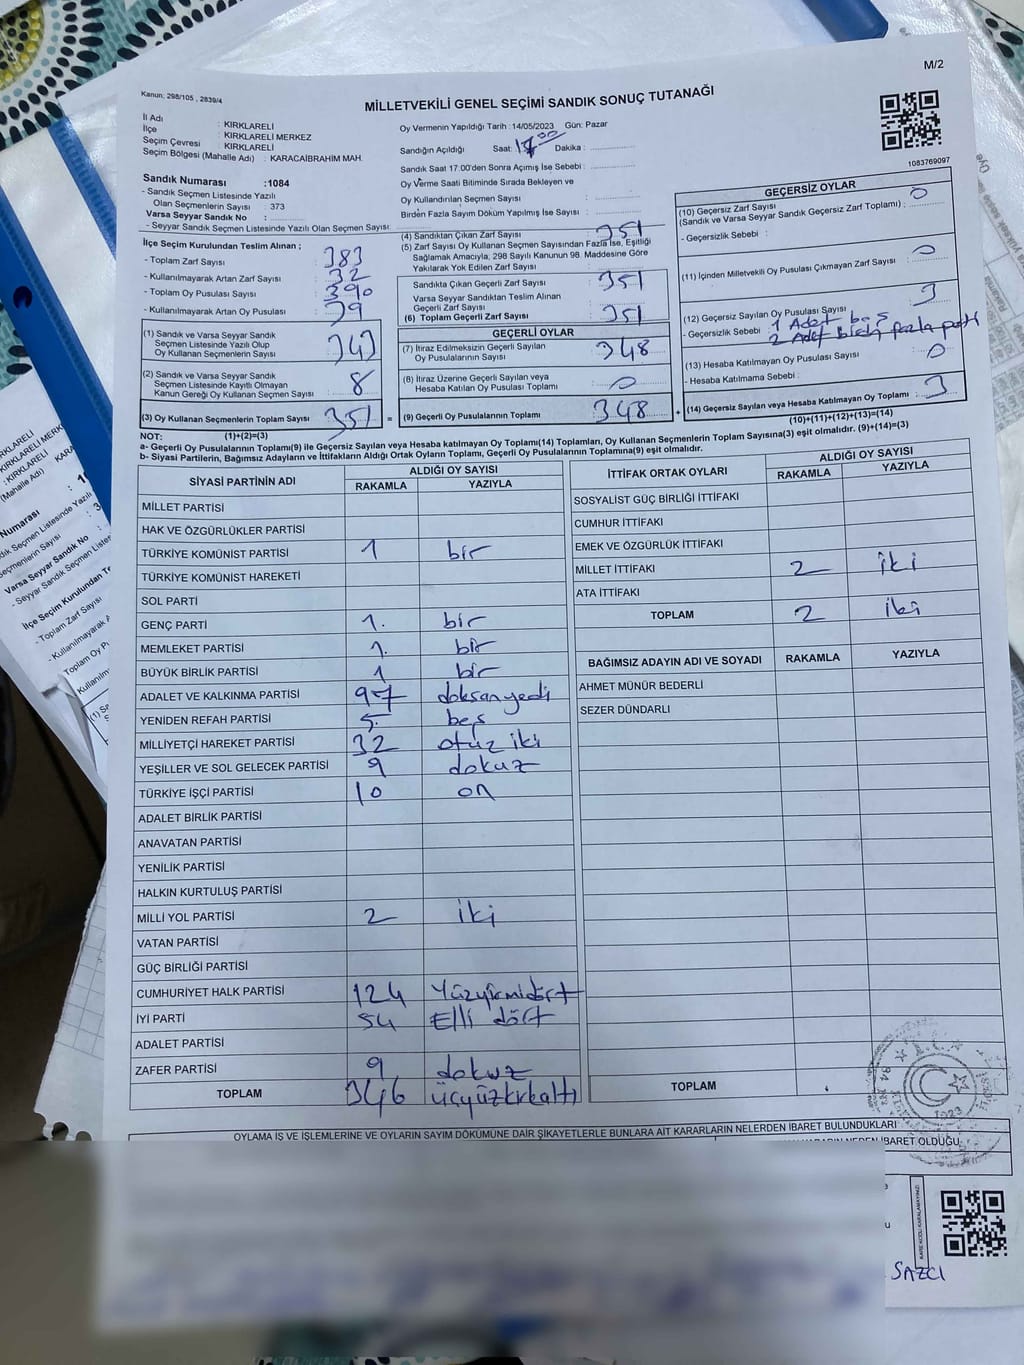 M/2
Kanun; 298/105 , 2839/4
MİLLETVEKİLİ GENEL SEÇİMİ SANDIK SONUÇ TUTANAĞI
İl Adı : KIRKLARELİ
İlçe : KIRKLARELİ MERKEZ
Seçim Çevresi : KIRKLARELİ
Seçim Bölgesi (Mahalle Adı) : KARACAİBRAHİM MAH.
Oy Vermenin Yapıldığı Tarih :14/05/2023 Gün: Pazar
Sandığın Açıldığı Saat: 17:00 Dakika :
Sandık Saat 17:00'den Sonra Açımış İse Sebebi :
Oy Verme Saati Bitiminde Sırada Bekleyen ve
Oy Kullandırılan Seçmen Sayısı :
Birden Fazla Sayım Döküm Yapılmış İse Sayısı :
1083769097
Sandık Numarası :1084
- Sandık Seçmen Listesinde Yazılı
Olan Seçmenlerin Sayısı : 373
Varsa Seyyar Sandık No :
- Seyyar Sandık Seçmen Listesinde Yazılı Olan Seçmen Sayısı :
İlçe Seçim Kurulundan Teslim Alınan ;
- Toplam Zarf Sayısı : 383
- Kullanılmayarak Artan Zarf Sayısı : 32
- Toplam Oy Pusulası Sayısı : 390
- Kullanılmayarak Artan Oy Pusulası : 39
(1) Sandık ve Varsa Seyyar Sandık
Seçmen Listesinde Yazılı Olup
Oy Kullanan Seçmenlerin Sayısı : 343
(2) Sandık ve Varsa Seyyar Sandık
Seçmen Listesinde Kayıtlı Olmayan
Kanun Gereği Oy Kullanan Seçmen Sayısı : 8
(3) Oy Kullanan Seçmenlerin Toplam Sayısı : 351 =
(4) Sandıktan Çıkan Zarf Sayısı : 351
(5) Zarf Sayısı Oy Kullanan Seçmen Sayısından Fazla İse, Eşitliği
Sağlamak Amacıyla, 298 Sayılı Kanunun 98. Maddesine Göre
Yakılarak Yok Edilen Zarf Sayısı :
Sandıkta Çıkan Geçerli Zarf Sayısı : 351
Varsa Seyyar Sandıktan Teslim Alınan
Geçerli Zarf Sayısı :
(6) Toplam Geçerli Zarf Sayısı : 351
GEÇERLİ OYLAR
(7) İtiraz Edilmeksizin Geçerli Sayılan
Oy Pusulalarının Sayısı : 348
(8) İtiraz Üzerine Geçerli Sayılan veya
Hesaba Katılan Oy Pusulası Toplamı : 0
(9) Geçerli Oy Pusulalarının Toplamı : 348 +
GEÇERSİZ OYLAR
(10) Geçersiz Zarf Sayısı
(Sandık ve Varsa Seyyar Sandık Geçersiz Zarf Toplamı) : 0
- Geçersizlik Sebebi :
(11) İçinden Milletvekili Oy Pusulası Çıkmayan Zarf Sayısı : 0
(12) Geçersiz Sayılan Oy Pusulası Sayısı : 3
- Geçersizlik Sebebi : 1 Adet boş
2 Adet birden fazla parti
(13) Hesaba Katılmayan Oy Pusulası Sayısı : 0
- Hesaba Katılmama Sebebi :
(14) Geçersiz Sayılan veya Hesaba Katılmayan Oy Toplamı : 3
(10)+(11)+(12)+(13)=(14)
NOT: (1)+(2)=(3)
a- Geçerli Oy Pusulalarının Toplamı(9) ile Geçersiz Sayılan veya Hesaba katılmayan Oy Toplamı(14) Toplamları, Oy Kullanan Seçmenlerin Toplam Sayısına(3) eşit olmalıdır. (9)+(14)=(3)
b- Siyasi Partilerin, Bağımsız Adayların ve İttifakların Aldığı Ortak Oyların Toplamı, Geçerli Oy Pusulalarının Toplamına(9) eşit olmalıdır.
SİYASİ PARTİNİN ADI ALDIĞI OY SAYISI
RAKAMLA YAZIYLA
MİLLET PARTİSİ
HAK VE ÖZGÜRLÜKLER PARTİSİ
TÜRKİYE KOMÜNİST PARTİSİ 1 bir
TÜRKİYE KOMÜNİST HAREKETİ
SOL PARTİ
GENÇ PARTİ 1. bir
MEMLEKET PARTİSİ 1. bir
BÜYÜK BİRLİK PARTİSİ 1 bir
ADALET VE KALKINMA PARTİSİ 97 doksanyedi
YENİDEN REFAH PARTİSİ 5. beş
MİLLİYETÇİ HAREKET PARTİSİ 32 otuz iki
YEŞİLLER VE SOL GELECEK PARTİSİ 9 dokuz
TÜRKİYE İŞÇİ PARTİSİ 10 on
ADALET BİRLİK PARTİSİ
ANAVATAN PARTİSİ
YENİLİK PARTİSİ
HALKIN KURTULUŞ PARTİSİ
MİLLİ YOL PARTİSİ 2 iki
VATAN PARTİSİ
GÜÇ BİRLİĞİ PARTİSİ
CUMHURİYET HALK PARTİSİ 124 Yüzyirmidört
İYİ PARTİ 54 Elli dört
ADALET PARTİSİ
ZAFER PARTİSİ 9 dokuz
TOPLAM 346 üçyüzkırkaltı
İTTİFAK ORTAK OYLARI ALDIĞI OY SAYISI
RAKAMLA YAZIYLA
SOSYALİST GÜÇ BİRLİĞİ İTTİFAKI
CUMHUR İTTİFAKI
EMEK VE ÖZGÜRLÜK İTTİFAKI
MİLLET İTTİFAKI 2 iki
ATA İTTİFAKI
TOPLAM 2 iki
BAĞIMSIZ ADAYIN ADI VE SOYADI RAKAMLA YAZIYLA
AHMET MÜNÜR BEDERLİ
SEZER DÜNDARLI
TOPLAM
OYLAMA İŞ VE İŞLEMLERİNE VE OYLARIN SAYIM DÖKÜMÜNE DAİR ŞİKAYETLERLE BUNLARA AİT KARARLARIN NELERDEN İBARET BULUNDUKLARI
İBARET OLDUĞU
SAZCI